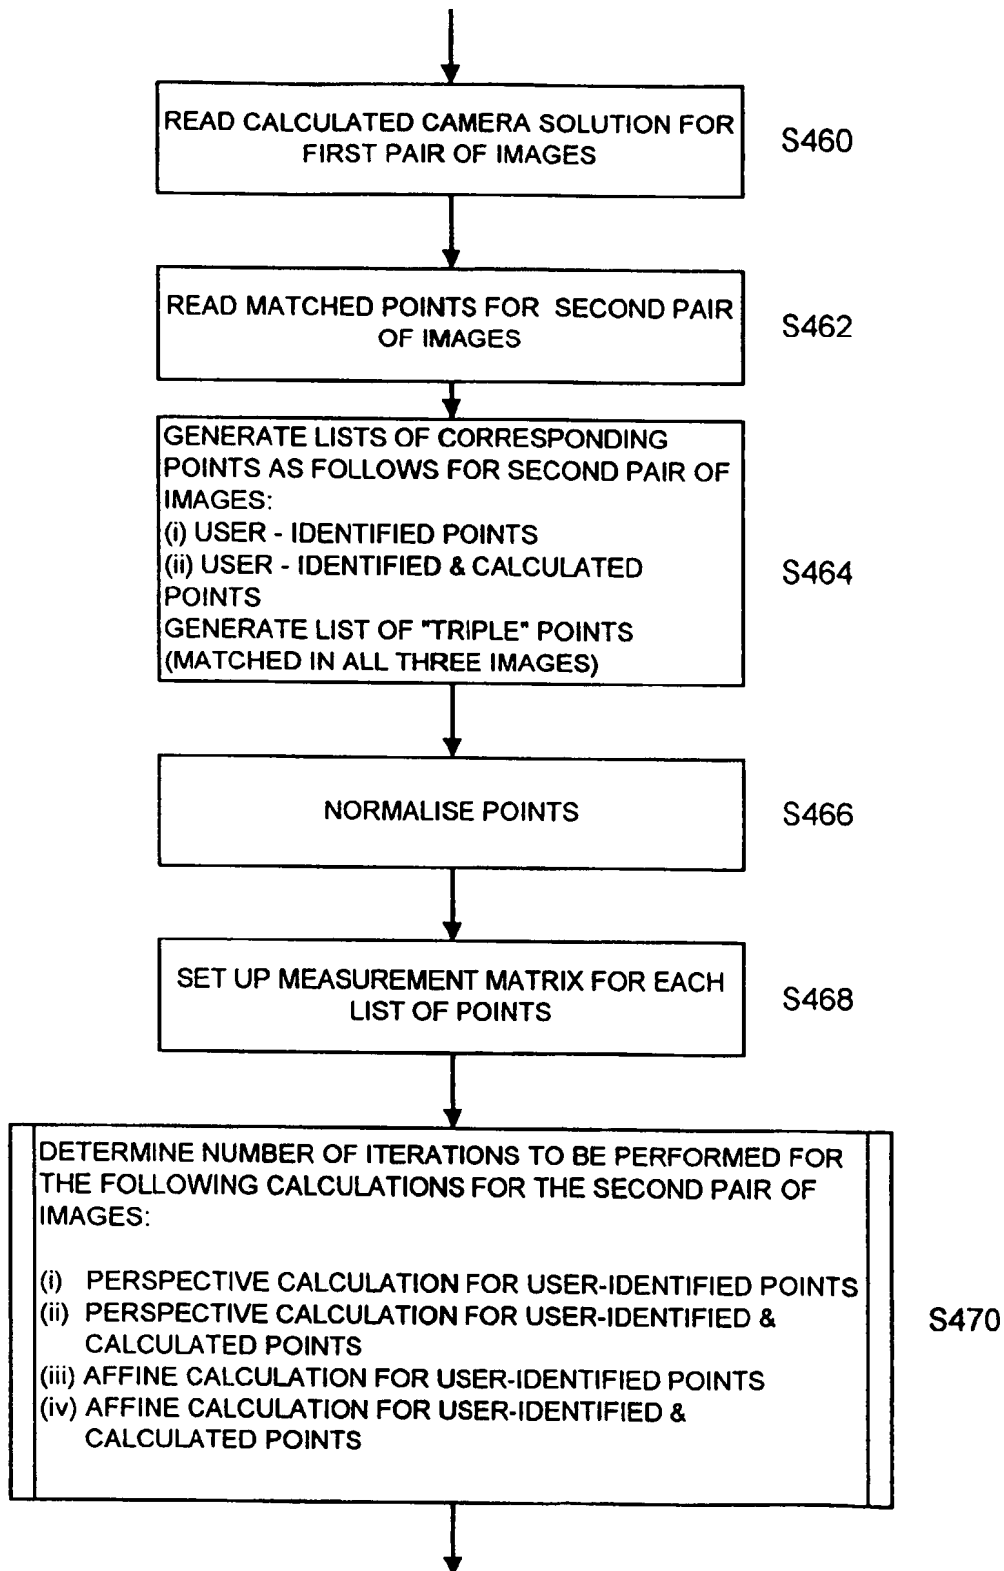 READ CALCULATED CAMERA SOLUTION FOR
FIRST PAIR OF IMAGES
S460
READ MATCHED POINTS FOR SECOND PAIR
OF IMAGES
S462
GENERATE LISTS OF CORRESPONDING
POINTS AS FOLLOWS FOR SECOND PAIR OF
IMAGES:
(i) USER - IDENTIFIED POINTS
(ii) USER - IDENTIFIED & CALCULATED
POINTS
GENERATE LIST OF "TRIPLE" POINTS
(MATCHED IN ALL THREE IMAGES)
S464
NORMALISE POINTS
S466
SET UP MEASUREMENT MATRIX FOR EACH
LIST OF POINTS
S468
DETERMINE NUMBER OF ITERATIONS TO BE PERFORMED FOR
THE FOLLOWING CALCULATIONS FOR THE SECOND PAIR OF
IMAGES:
(i) PERSPECTIVE CALCULATION FOR USER-IDENTIFIED POINTS
(ii) PERSPECTIVE CALCULATION FOR USER-IDENTIFIED &
CALCULATED POINTS
(iii) AFFINE CALCULATION FOR USER-IDENTIFIED POINTS
(iv) AFFINE CALCULATION FOR USER-IDENTIFIED &
CALCULATED POINTS
S470